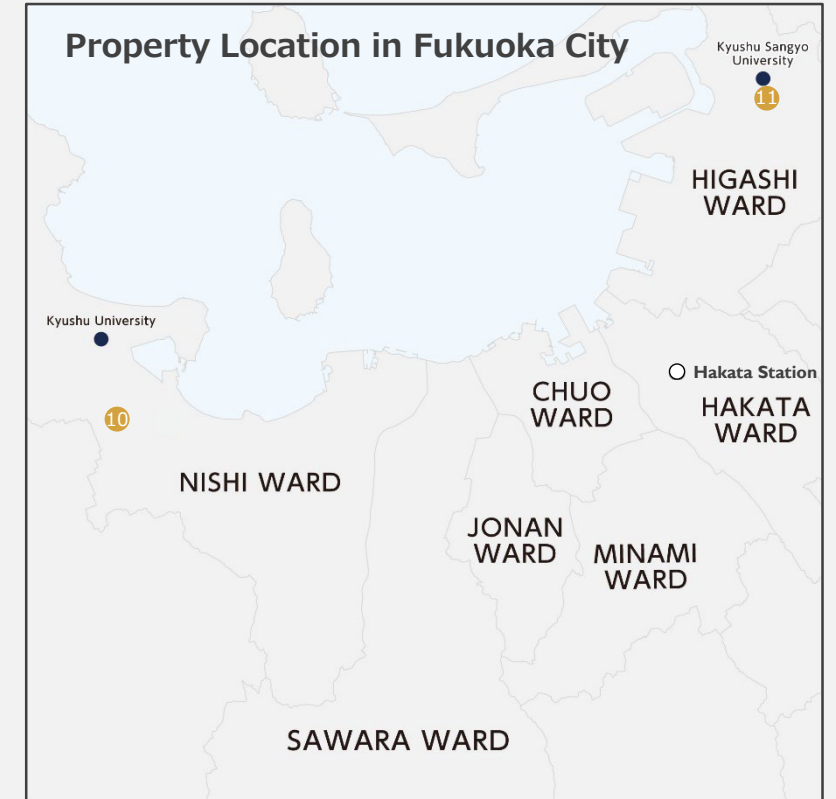 Property Location in Fukuoka City
Kyushu Sangyo
University
11
HIGASHI
WARD
Kyushu University
Hakata Station
CHUO
WARD
HAKATA
WARD
10
NISHI WARD
JONAN
WARD
MINAMI
WARD
SAWARA WARD